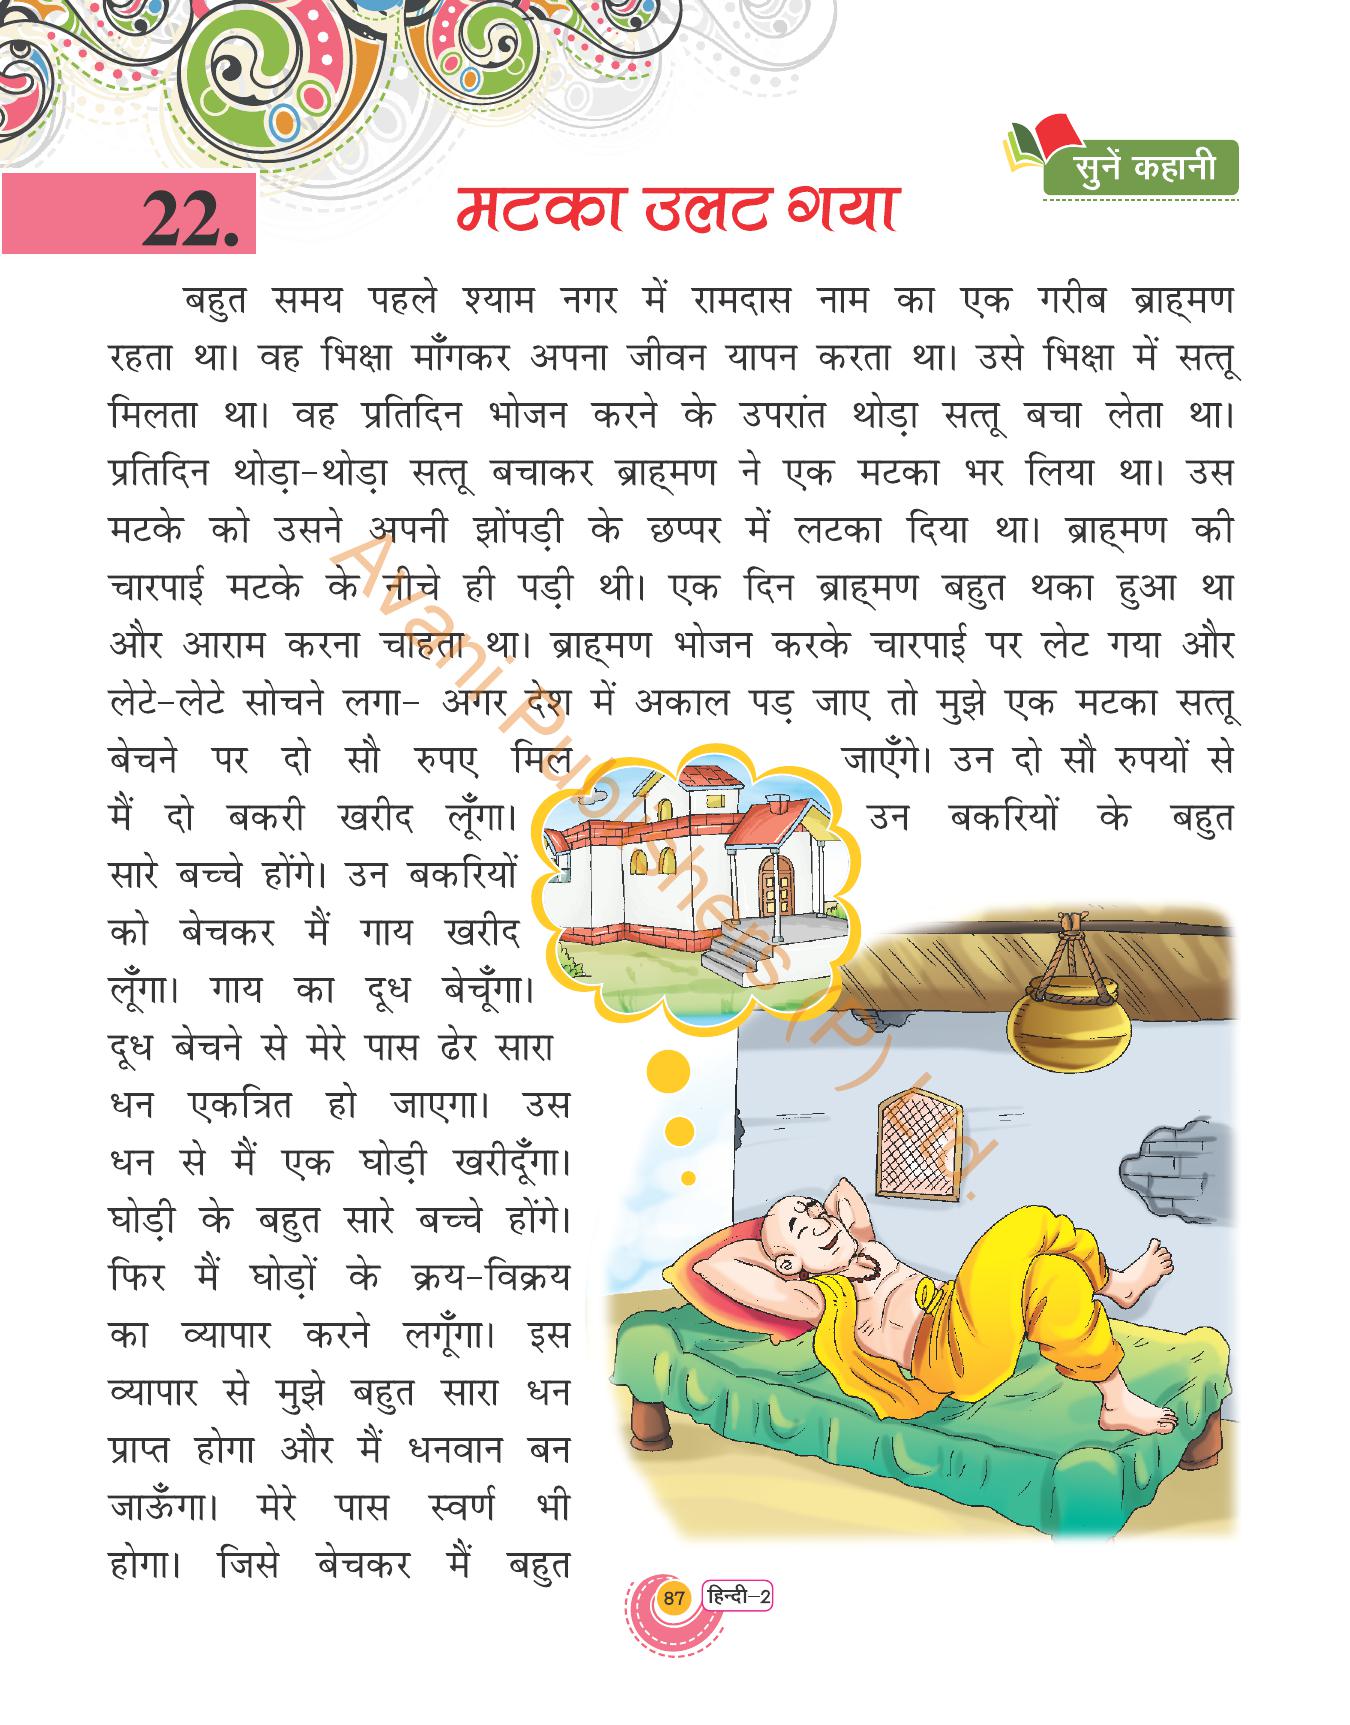 सुनें कहानी
22.
मटका उलट गया
बहुत समय पहले श्याम नगर में रामदास नाम का एक गरीब ब्राह्मण
रहता था। वह भिक्षा माँगकर अपना जीवन यापन करता था। उसे भिक्षा में सत्तू
मिलता था। वह प्रतिदिन भोजन करने के उपरांत थोड़ा सत्तू बचा लेता था।
प्रतिदिन थोड़ा-थोड़ा सत्तू बचाकर ब्राह्मण ने एक मटका भर लिया था। उस
मटके को उसने अपनी झोंपड़ी के छप्पर में लटका दिया था। ब्राह्मण की
चारपाई मटके के नीचे ही पड़ी थी। एक दिन ब्राह्मण बहुत थका हुआ था
और आराम करना चाहता था। ब्राह्मण भोजन करके चारपाई पर लेट गया और
लेटे-लेटे सोचने लगा- अगर देश में अकाल पड़ जाए तो मुझे एक मटका सत्तू
बेचने पर दो सौ रुपए मिल जाएँगे। उन दो सौ रुपयों से
मैं दो बकरी खरीद लूँगा। उन बकरियों के बहुत
सारे बच्चे होंगे। उन बकरियों
को बेचकर मैं गाय खरीद
लूँगा। गाय का दूध बेचूँगा।
दूध बेचने से मेरे पास ढेर सारा
धन एकत्रित हो जाएगा। उस
धन से मैं एक घोड़ी खरीदूँगा।
घोड़ी के बहुत सारे बच्चे होंगे।
फिर मैं घोड़ों के क्रय-विक्रय
का व्यापार करने लगूँगा। इस
व्यापार से मुझे बहुत सारा धन
प्राप्त होगा और मैं धनवान बन
जाऊँगा। मेरे पास स्वर्ण भी
होगा। जिसे बेचकर मैं बहुत
Avani Publishers (P) Ltd.
87 हिन्दी-2